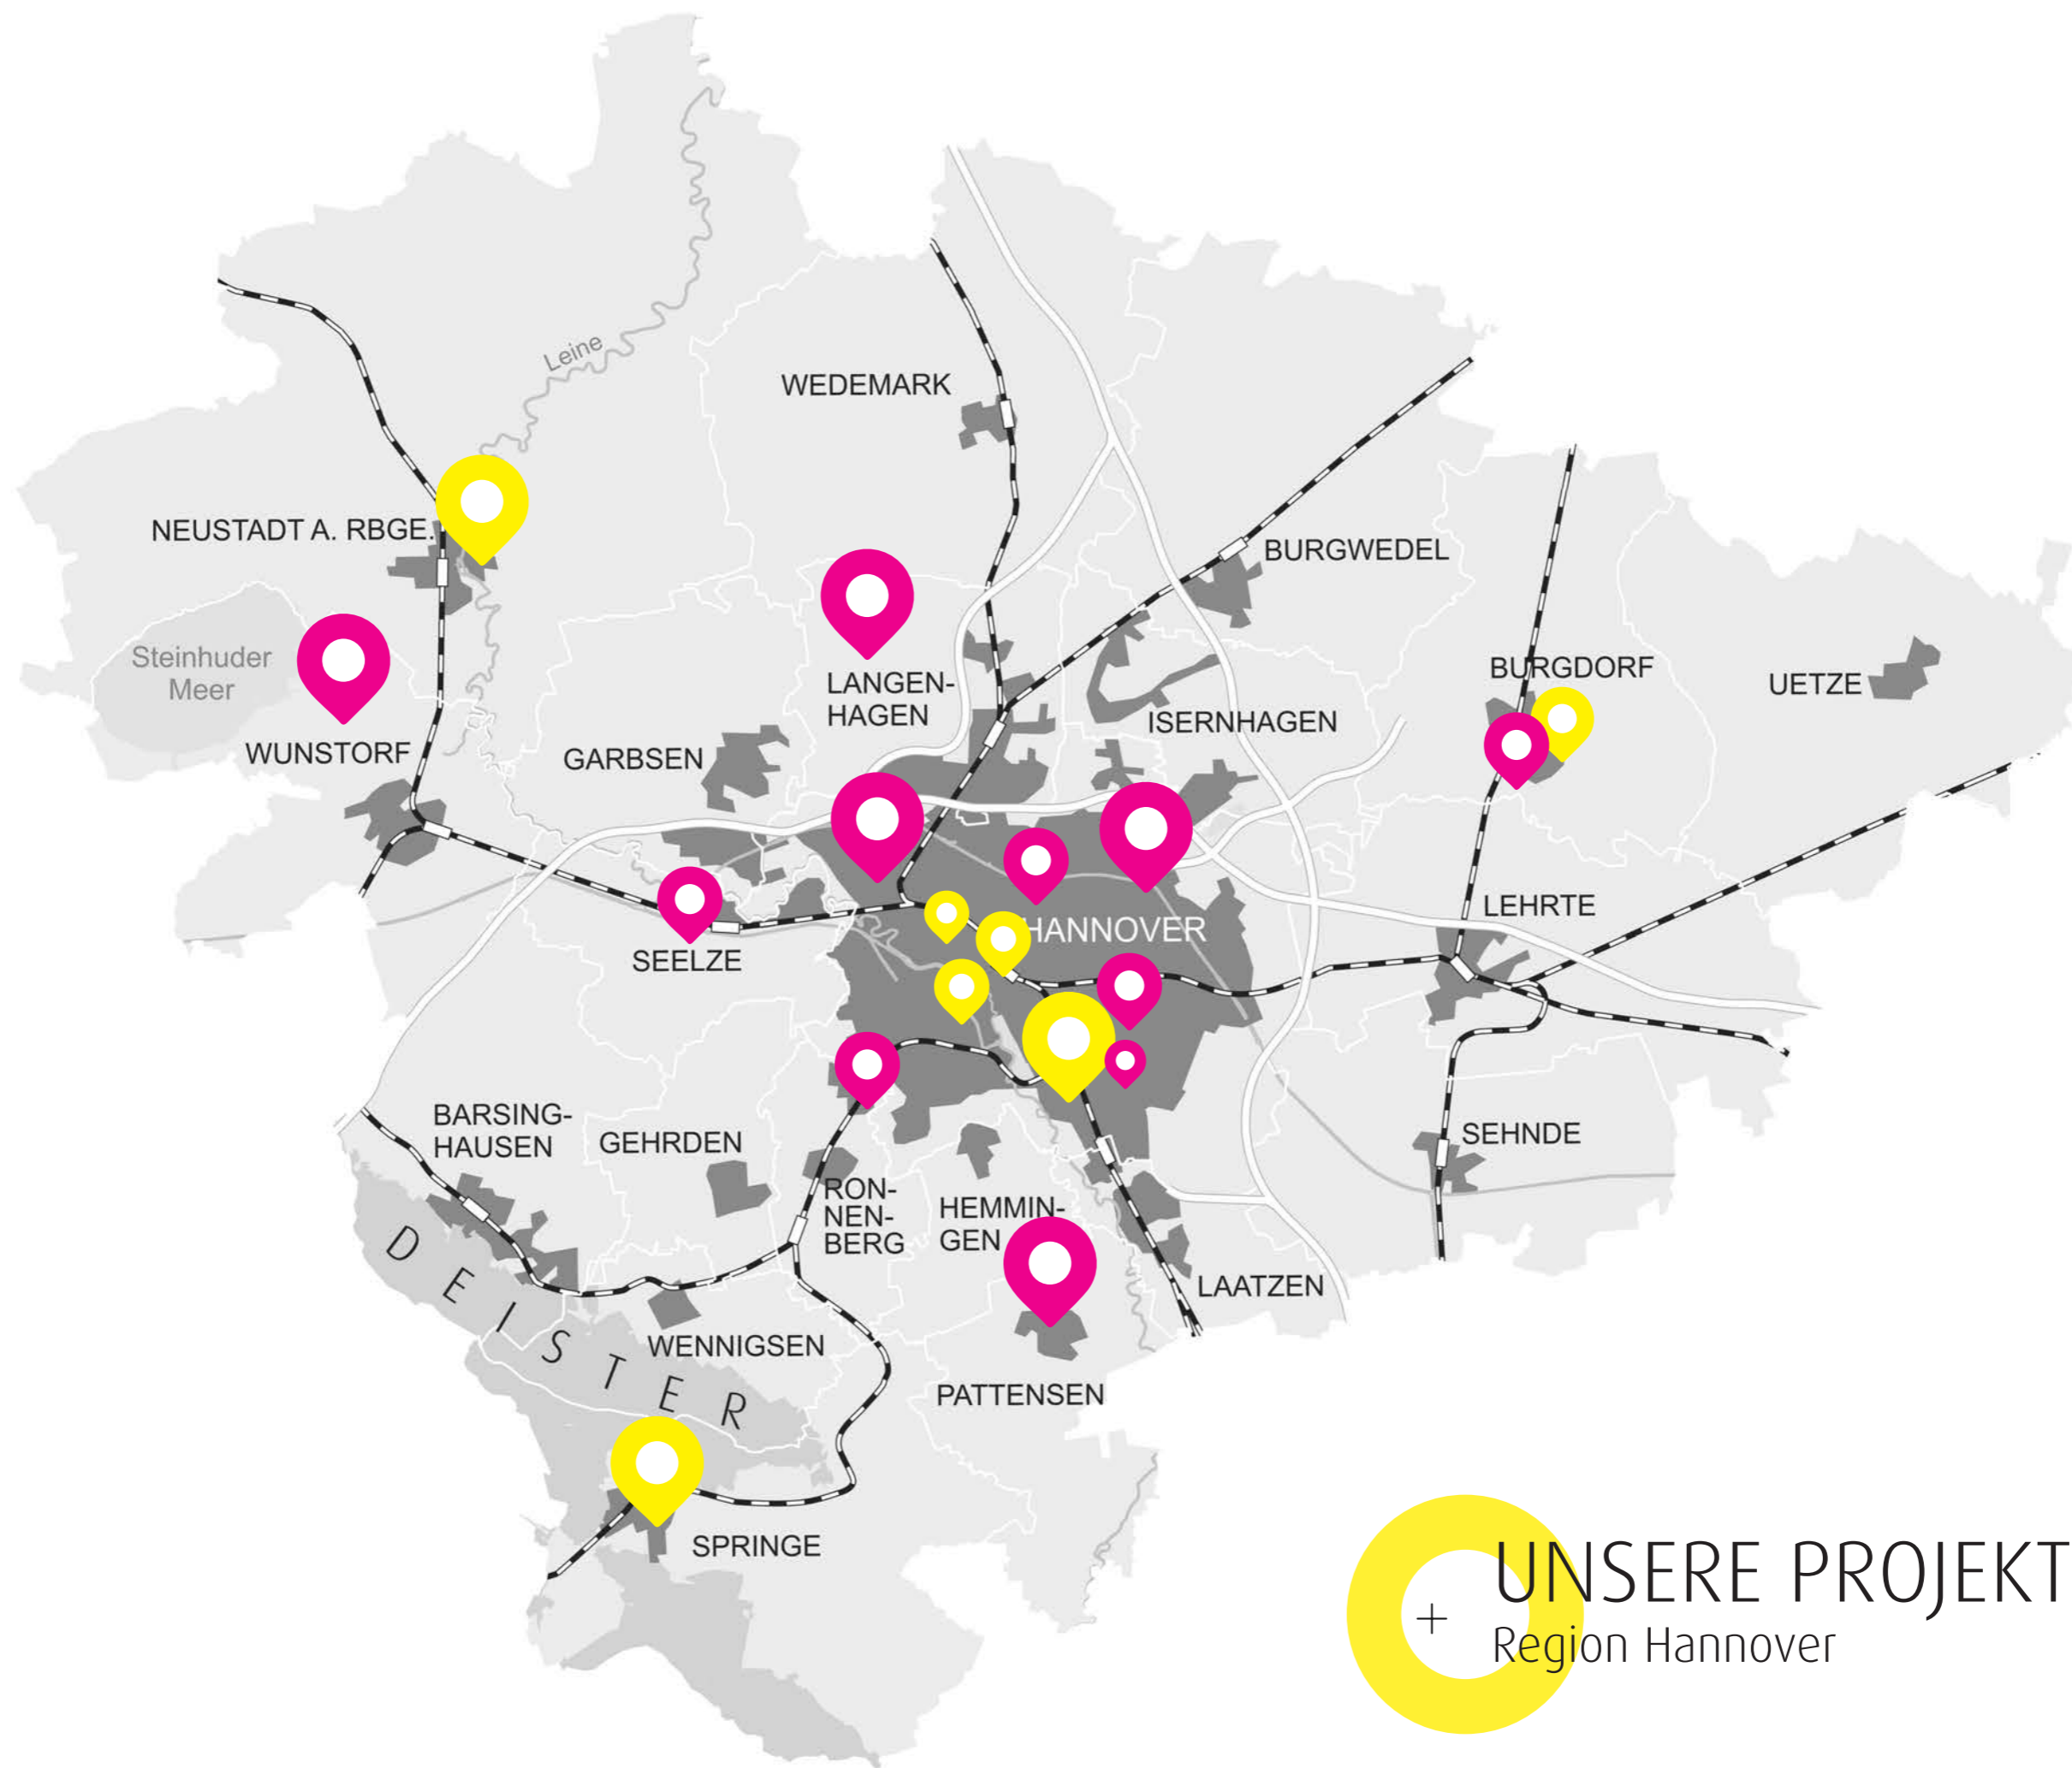 Leine
WEDEMARK
NEUSTADT A. RBGE.
BURGWEDEL
Steinhuder
Meer
BURGDORF
UETZE
LANGEN-
HAGEN
ISERNHAGEN
WUNSTORF
GARBSEN
LEHRTE
HANNOVER
SEELZE
BARSING-
HAUSEN
GEHRDEN
SEHNDE
RON-
NEN-
BERG
HEMMIN-
GEN
DEISTER
LAATZEN
WENNIGSEN
PATTENSEN
SPRINGE
+ UNSERE PROJEKT
Region Hannover